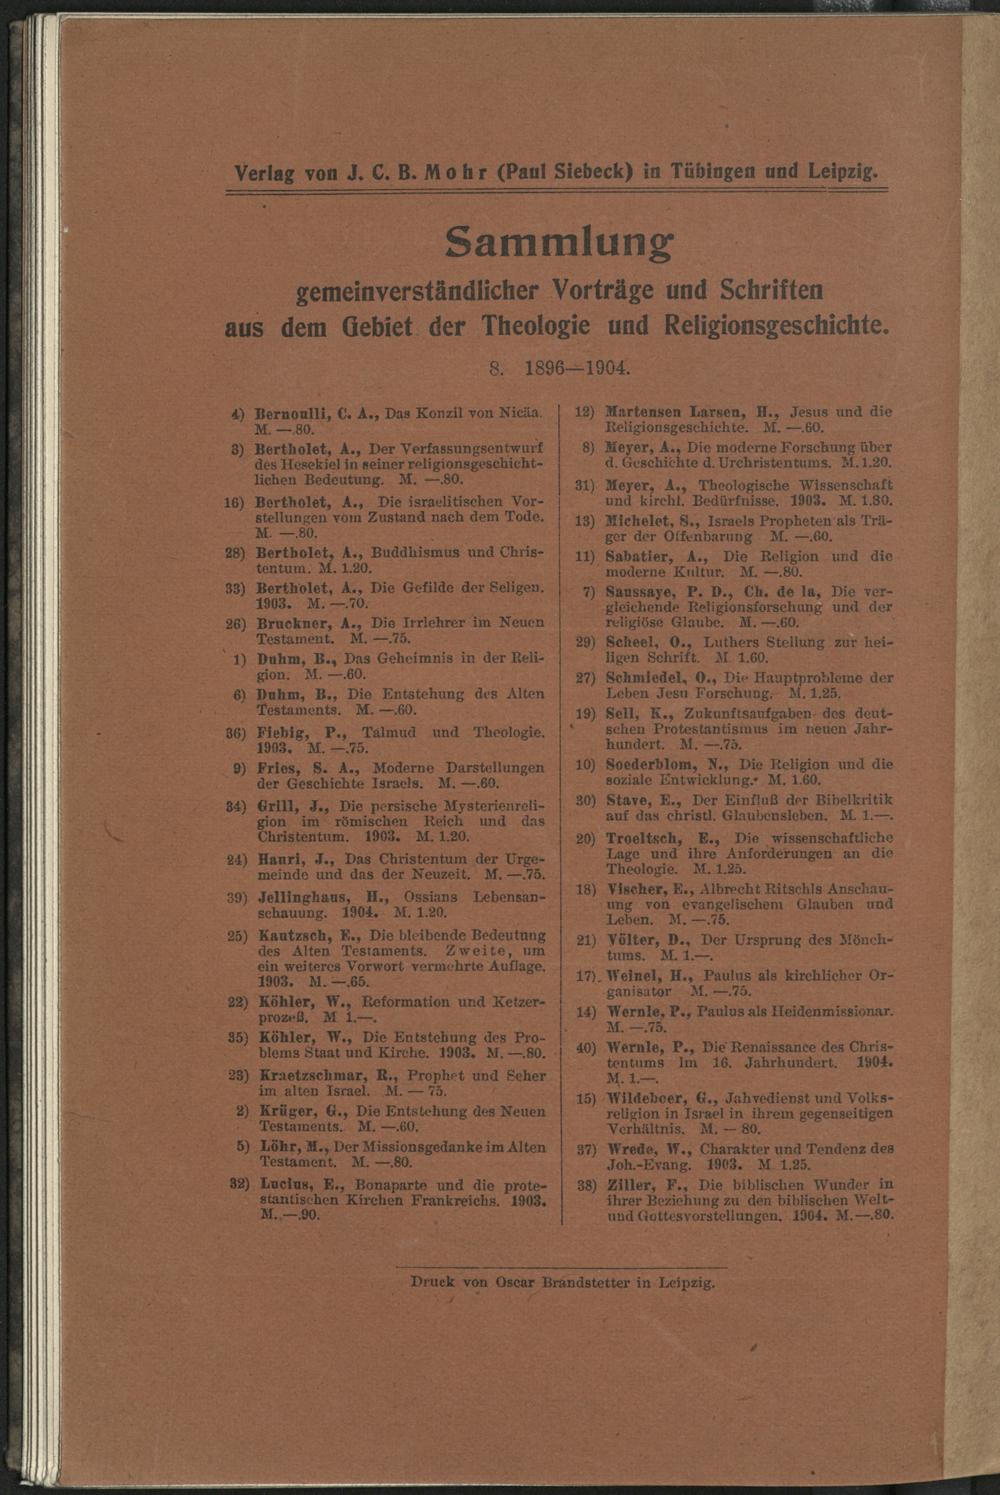 Verlag von J. C. B. Mohr (Paul Siebeck) in Tübingen und Leipzig.
Sammlung
gemeinverständlicher Vorträge und Schriften
aus dem Gebiet der Theologie und Religionsgeschichte.
8. 1896—1904.
4) Bernoulli, C. A., Das Konzil von Nicäa.
M. —.80.
3) Bertholet, A., Der Verfassungsentwurf
des Hesekiel in seiner religionsgeschicht-
lichen Bedeutung. M. —.80.
16) Bertholet, A., Die israelitischen Vor-
stellungen vom Zustand nach dem Tode.
M. —.80.
28) Bertholet, A., Buddhismus und Chris-
tentum. M. 1.20.
33) Bertholet, A., Die Gefilde der Seligen.
1903. M. —.70.
26) Bruckner, A., Die Irrlehrer im Neuen
Testament. M. —.75.
1) Duhm, B., Das Geheimnis in der Reli-
gion. M. —.60.
6) Duhm, B., Die Entstehung des Alten
Testaments. M. —.60.
36) Fiebig, P., Talmud und Theologie.
1903. M. —.75.
9) Fries, S. A., Moderne Darstellungen
der Geschichte Israels. M. —.60.
34) Grill, J., Die persische Mysterienreli-
gion im römischen Reich und das
Christentum. 1903. M. 1.20.
24) Hauri, J., Das Christentum der Urge-
meinde und das der Neuzeit. M. —.75.
39) Jellinghaus, H., Ossians Lebensan-
schauung. 1904. M. 1.20.
25) Kautzsch, E., Die bleibende Bedeutung
des Alten Testaments. Zweite, um
ein weiteres Vorwort vermehrte Auflage.
1903. M. —.65.
22) Köhler, W., Reformation und Ketzer-
prozeß. M 1.—.
35) Köhler, W., Die Entstehung des Pro-
blems Staat und Kirche. 1903. M. —.80.
23) Kraetzschmar, R., Prophet und Seher
im alten Israel. M. — 75.
2) Krüger, G., Die Entstehung des Neuen
Testaments. M. —.60.
5) Löhr, M., Der Missionsgedanke im Alten
Testament. M. —.80.
32) Lucius, E., Bonaparte und die prote-
stantischen Kirchen Frankreichs. 1903.
M. —.90.
12) Martensen Larsen, H., Jesus und die
Religionsgeschichte. M. —.60.
8) Meyer, A., Die moderne Forschung über
d. Geschichte d. Urchristentums. M. 1.20.
31) Meyer, A., Theologische Wissenschaft
und kirchl. Bedürfnisse. 1903. M. 1.80.
13) Michelet, S., Israels Propheten als Trä-
ger der Offenbarung M. —.60.
11) Sabatier, A., Die Religion und die
moderne Kultur. M. —.80.
7) Saussaye, P. D., Ch. de la, Die ver-
gleichende Religionsforschung und der
religiöse Glaube. M. —.60.
29) Scheel, O., Luthers Stellung zur hei-
ligen Schrift. M 1.60.
27) Schmiedel, O., Die Hauptprobleme der
Leben Jesu Forschung. M. 1.25.
19) Sell, K., Zukunftsaufgaben des deut-
schen Protestantismus im neuen Jahr-
hundert. M. —.75.
10) Soederblom, N., Die Religion und die
soziale Entwicklung. M. 1.60.
30) Stave, E., Der Einfluß der Bibelkritik
auf das christl. Glaubensleben. M. 1.—.
20) Troeltsch, E., Die wissenschaftliche
Lage und ihre Anforderungen an die
Theologie. M. 1.25.
18) Vischer, E., Albrecht Ritschls Anschau-
ung von evangelischem Glauben und
Leben. M. —.75.
21) Völter, D., Der Ursprung des Mönch-
tums. M. 1.—.
17). Weinel, H., Paulus als kirchlicher Or-
ganisator M. —.75.
14) Wernle, P., Paulus als Heidenmissionar.
M. —.75.
40) Wernle, P., Die Renaissance des Chris-
tentums im 16. Jahrhundert. 1904.
M. 1.—.
15) Wildeboer, G., Jahvedienst und Volks-
religion in Israel in ihrem gegenseitigen
Verhältnis. M. — 80.
37) Wrede, W., Charakter und Tendenz des
Joh.-Evang. 1903. M 1.25.
38) Ziller, F., Die biblischen Wunder in
ihrer Beziehung zu den biblischen Welt-
und Gottesvorstellungen. 1904. M. —.80.
Druck von Oscar Brandstetter in Leipzig.